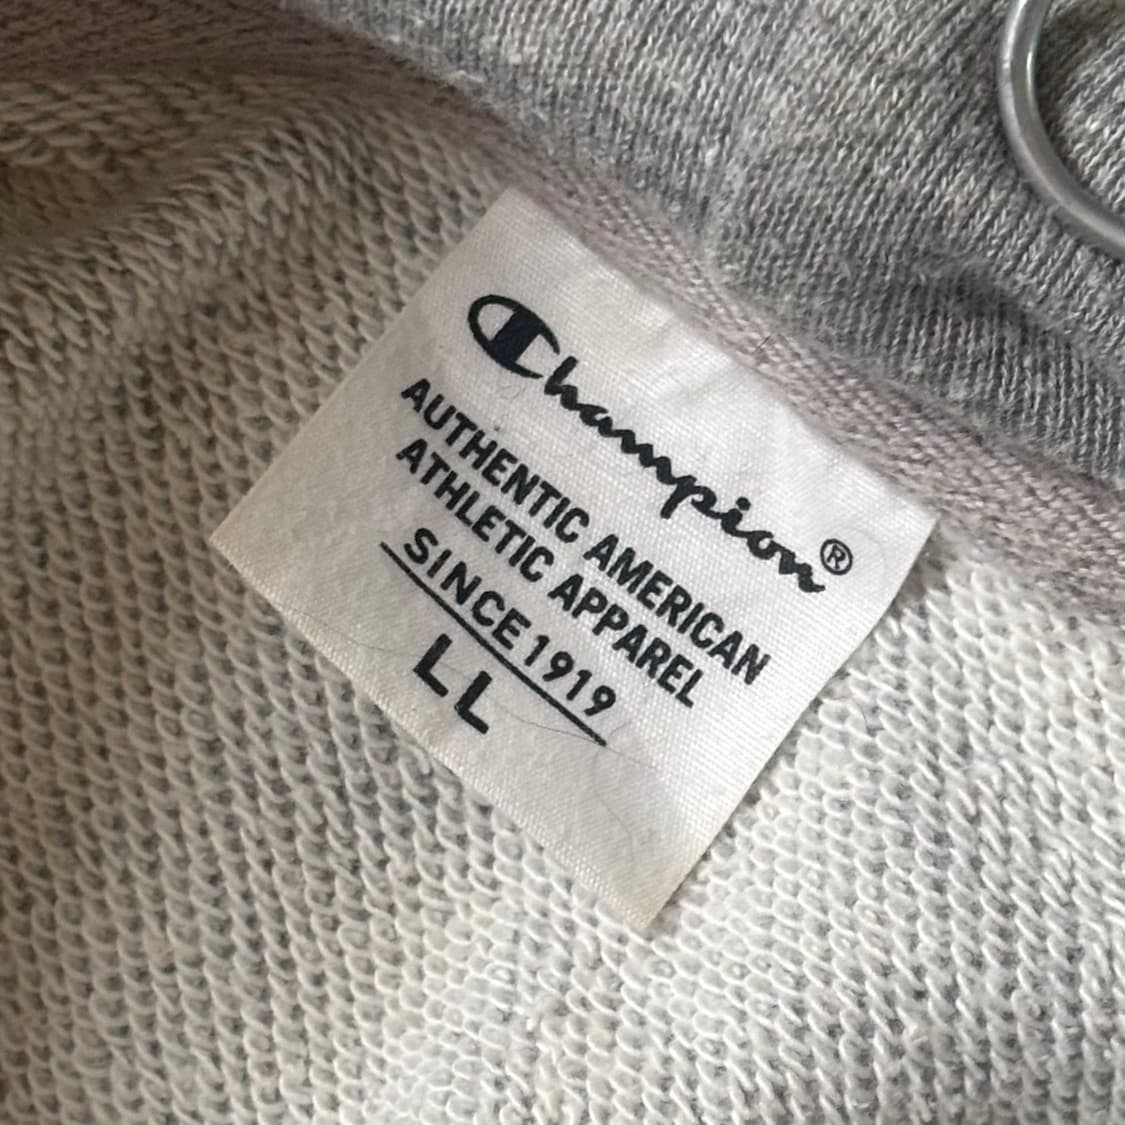 Champion®
AUTHENTIC AMERICAN
ATHLETIC APPAREL
SINCE 1919
LL